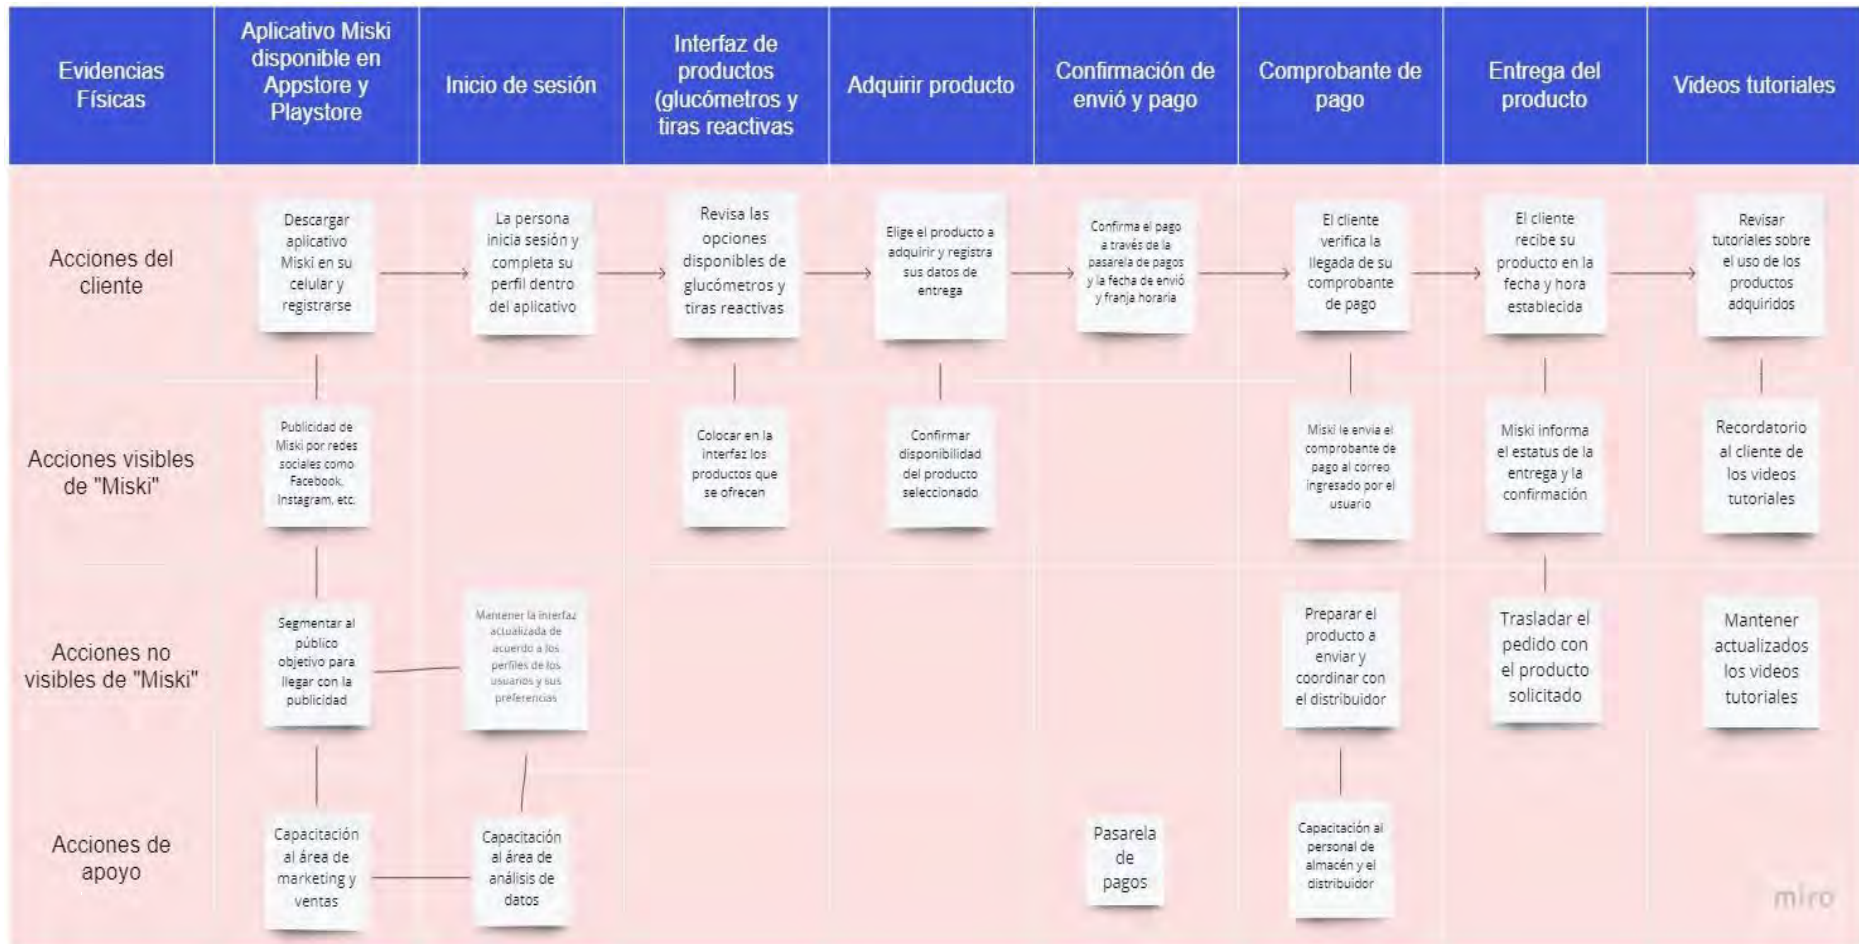 Evidencias
Físicas
Aplicativo Miski
disponible en
Appstore y
Playstore
Inicio de sesión
Interfaz de
productos
(glucómetros y
tiras reactivas
Adquirir producto
Confirmación de
envió y pago
Comprobante de
pago
Entrega del
producto
Videos tutoriales
Acciones del
cliente
Descargar
aplicativo
Miski en su
celular y
registrarse
La persona
inicia sesión y
completa su
perfil dentro
del aplicativo
Revisa las
opciones
disponibles de
glucómetros y
tiras reactivas
Elige el producto a
adquirir y registra
sus datos de
entrega
Confirma el pago
a través de la
pasarela de pagos
y la fecha de envió
y franja horaria
El cliente
verifica la
llegada de su
comprobante
de pago
El cliente
recibe su
producto en la
fecha y hora
establecida
Revisar
tutoriales sobre
el uso de los
productos
adquiridos
Acciones visibles
de "Miski"
Publicidad de
Miski por redes
sociales como
Facebook,
Instagram, etc.
Colocar en la
interfaz los
productos que
se ofrecen
Confirmar
disponibilidad
del producto
seleccionado
Miski le envia el
comprobante de
pago al correo
ingresado por el
usuario
Miski informa
el estatus de la
entrega y la
confirmación
Recordatorio
al cliente de
los videos
tutoriales
Acciones no
visibles de "Miski"
Segmentar al
público
objetivo para
llegar con la
publicidad
Mantener la interfaz
actualizada de
acuerdo a los
perfiles de los
usuarios y sus
preferencias
Preparar el
producto a
enviar y
coordinar con
el distribuidor
Trasladar el
pedido con
el producto
solicitado
Mantener
actualizados
los videos
tutoriales
Acciones de
apoyo
Capacitación
al área de
marketing y
ventas
Capacitación
al área de
análisis de
datos
Pasarela
de
pagos
Capacitación al
personal de
almacén y el
distribuidor
miro